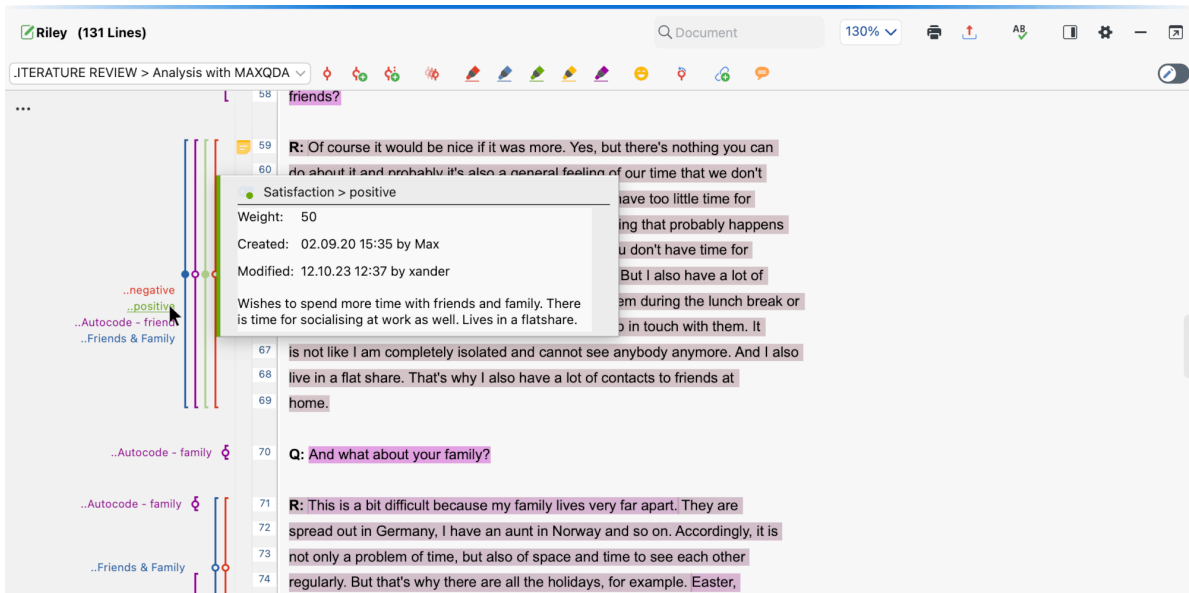 Riley (131 Lines)
Document
130%
AB
.ITERATURE REVIEW > Analysis with MAXQDA
58 friends?
59 R: Of course it would be nice if it was more. Yes, but there's nothing you can
60 do about it and probably it's also a general feeling of our time that we don't
Satisfaction > positive
Weight: 50
Created: 02.09.20 15:35 by Max
Modified: 12.10.23 12:37 by xander
Wishes to spend more time with friends and family. There
is time for socialising at work as well. Lives in a flatshare.
have too little time for
ing that probably happens
u don't have time for
But I also have a lot of
em during the lunch break or
in touch with them. It
..negative
..positive
..Autocode - friend
..Friends & Family
67 is not like I am completely isolated and cannot see anybody anymore. And I also
68 live in a flat share. That's why I also have a lot of contacts to friends at
69 home.
..Autocode - family
70 Q: And what about your family?
..Autocode - family
71 R: This is a bit difficult because my family lives very far apart. They are
72 spread out in Germany, I have an aunt in Norway and so on. Accordingly, it is
73 not only a problem of time, but also of space and time to see each other
..Friends & Family
74 regularly. But that's why there are all the holidays, for example. Easter,